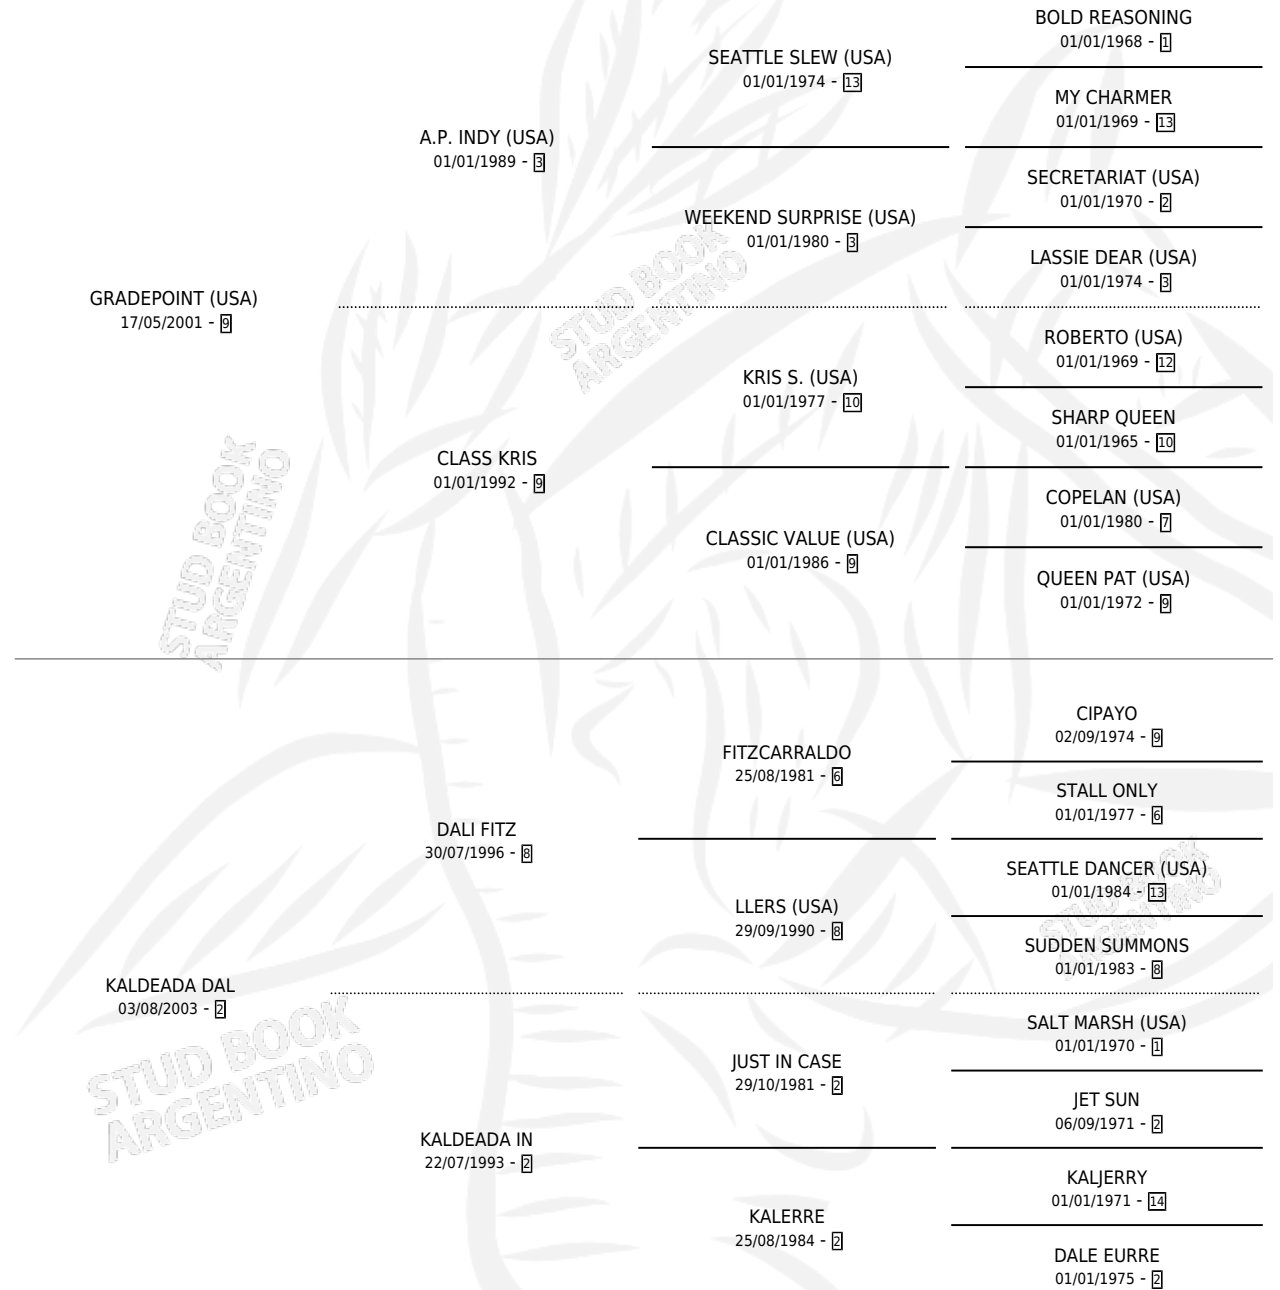 BOLD REASONING
01/01/1968 - 1
SEATTLE SLEW (USA)
01/01/1974 - 13
MY CHARMER
01/01/1969 - 13
A.P. INDY (USA)
01/01/1989 - 3
SECRETARIAT (USA)
01/01/1970 - 2
WEEKEND SURPRISE (USA)
01/01/1980 - 3
LASSIE DEAR (USA)
01/01/1974 - 3
GRADEPOINT (USA)
17/05/2001 - 9
ROBERTO (USA)
01/01/1969 - 12
KRIS S. (USA)
01/01/1977 - 10
SHARP QUEEN
01/01/1965 - 10
CLASS KRIS
01/01/1992 - 9
COPELAN (USA)
01/01/1980 - 7
CLASSIC VALUE (USA)
01/01/1986 - 9
QUEEN PAT (USA)
01/01/1972 - 9
CIPAYO
02/09/1974 - 9
FITZCARRALDO
25/08/1981 - 6
STALL ONLY
01/01/1977 - 6
DALI FITZ
30/07/1996 - 8
SEATTLE DANCER (USA)
01/01/1984 - 13
LLERS (USA)
29/09/1990 - 8
SUDDEN SUMMONS
01/01/1983 - 8
KALDEADA DAL
03/08/2003 - 2
SALT MARSH (USA)
01/01/1970 - 1
JUST IN CASE
29/10/1981 - 2
JET SUN
06/09/1971 - 2
KALDEADA IN
22/07/1993 - 2
KALJERRY
01/01/1971 - 14
KALERRE
25/08/1984 - 2
DALE EURRE
01/01/1975 - 2
STUD BOOK
ARGENTINO
STUD BOOK
ARGENTINO
STUD BOOK
ARGENTINO
STUD BOOK
ARGENTINO